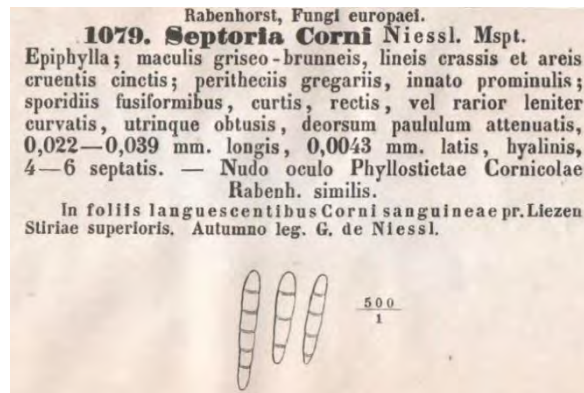 Rabenhorst, Fungi europaei.
1079. Septoria Corni Niessl. Mspt.
Epiphylla; maculis griseo-brunneis, lineis crassis et areis
cruentis cinctis; peritheciis gregariis, innato prominulis;
sporidiis fusiformibus, curtis, rectis, vel rarior leniter
curvatis, utrinque obtusis, deorsum paululum attenuatis,
0,022—0,039 mm. longis, 0,0043 mm. latis, hyalinis,
4—6 septatis. — Nudo oculo Phyllostictae Cornicolae
Rabenh. similis.
In foliis languescentibus Corni sanguineae pr. Liezen
Stiriae superioris. Autumno leg. G. de Niessl.
500
1